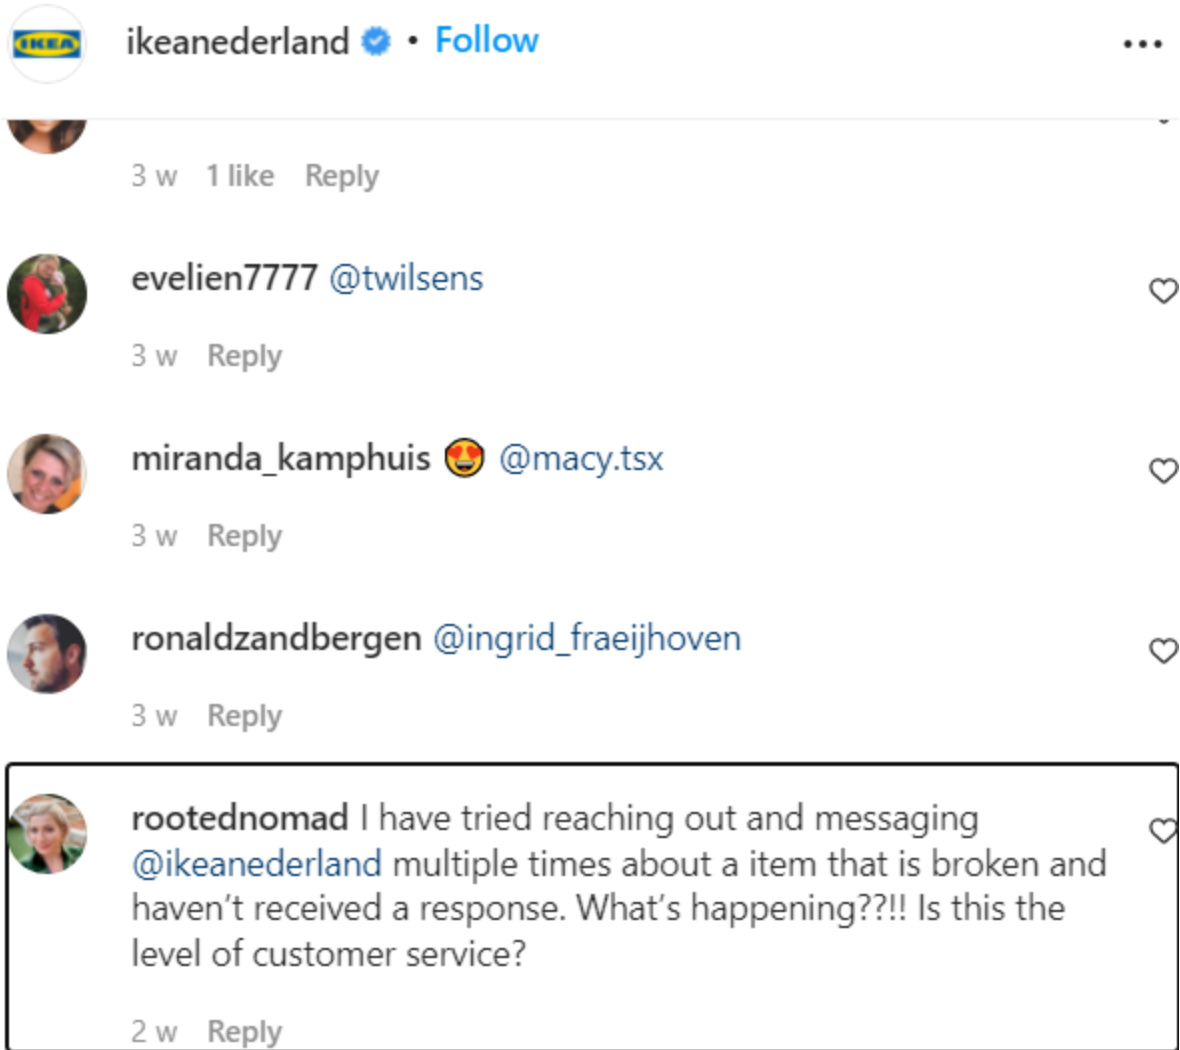 IKEA
ikeanederland • Follow
3 w 1 like Reply
evelien7777 @twilsens
3 w Reply
miranda_kamphuis 😍 @macy.tsx
3 w Reply
ronaldzandbergen @ingrid_fraeijhoven
3 w Reply
rootednomad I have tried reaching out and messaging
@ikeanederland multiple times about a item that is broken and
haven't received a response. What's happening??!! Is this the
level of customer service?
2 w Reply